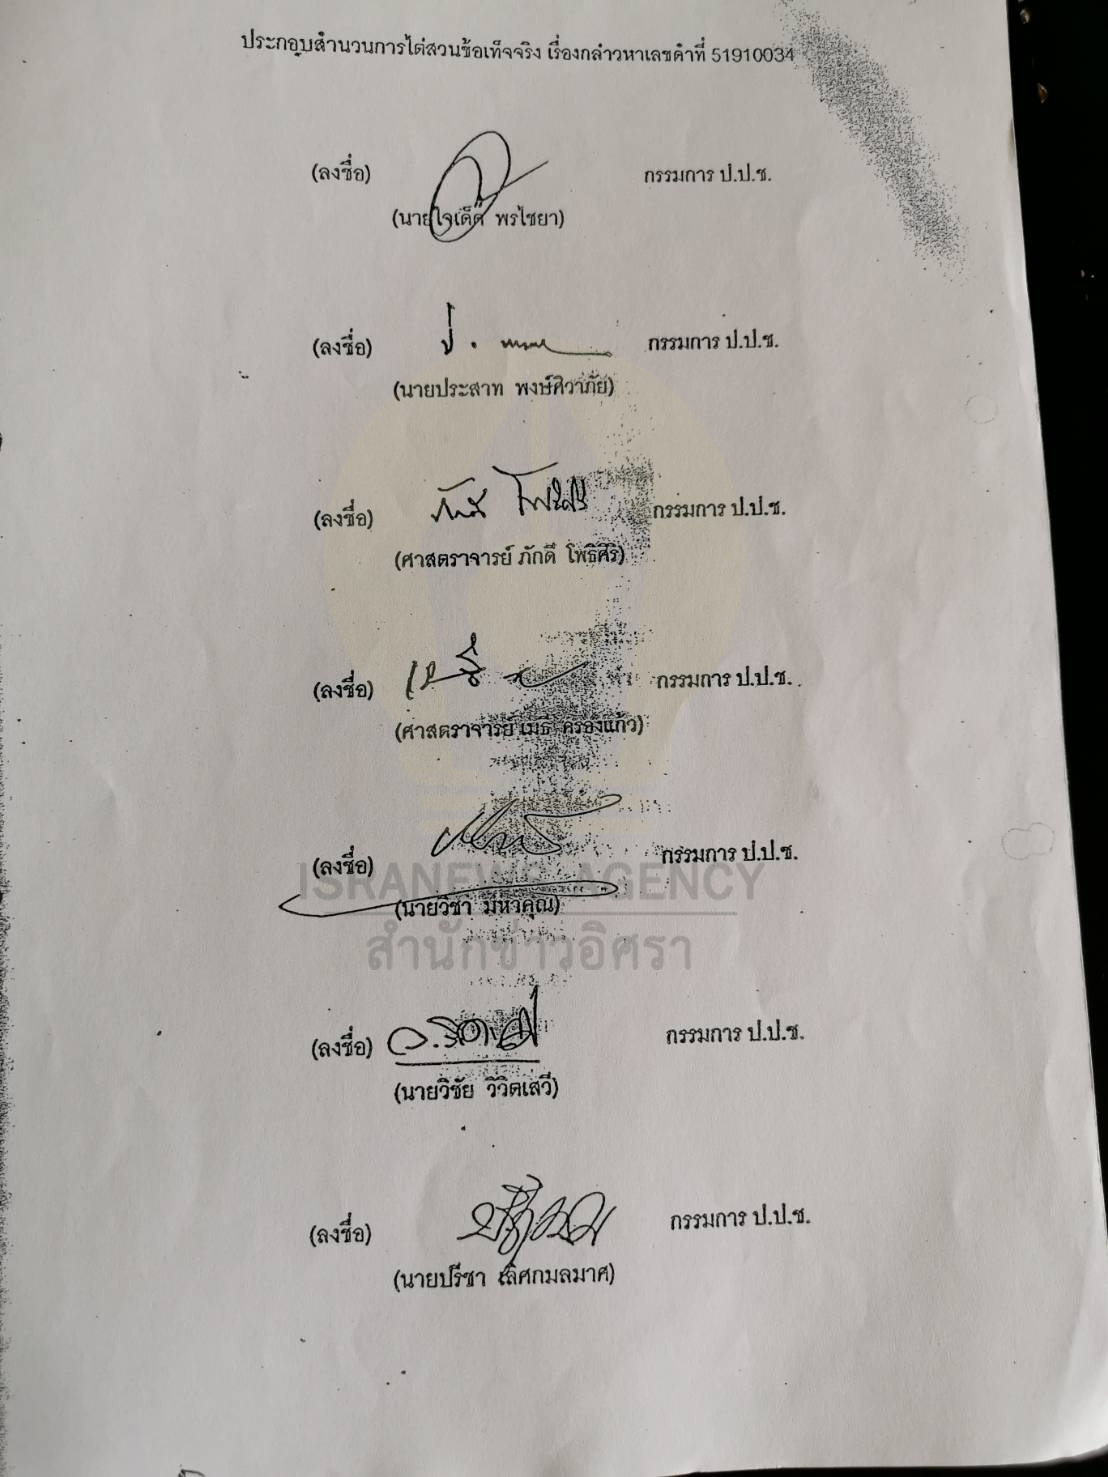 ประกอบสำนวนการไต่สวนข้อเท็จจริง เรื่องกล่าวหาเลขดำที่ 51910034
(ลงชื่อ) กรรมการ ป.ป.ช.
(นายใจเด็ด พรไชยา)
(ลงชื่อ) กรรมการ ป.ป.ช.
(นายประสาท พงษ์ศิวาภัย)
(ลงชื่อ) ภักดี โพธิศิริ กรรมการ ป.ป.ช.
(ศาสตราจารย์ ภักดี โพธิศิริ)
(ลงชื่อ) กรรมการ ป.ป.ช.
(ศาสตราจารย์ เมธี ครองแก้ว)
(ลงชื่อ) กรรมการ ป.ป.ช.
ISRANEWS AGENCY
(นายวิชา มหาคุณ)
สำนักข่าวอิศรา
(ลงชื่อ) กรรมการ ป.ป.ช.
(นายวิชัย วิวิตเสวี)
(ลงชื่อ) กรรมการ ป.ป.ช.
(นายปรีชา เลิศกมลมาศ)